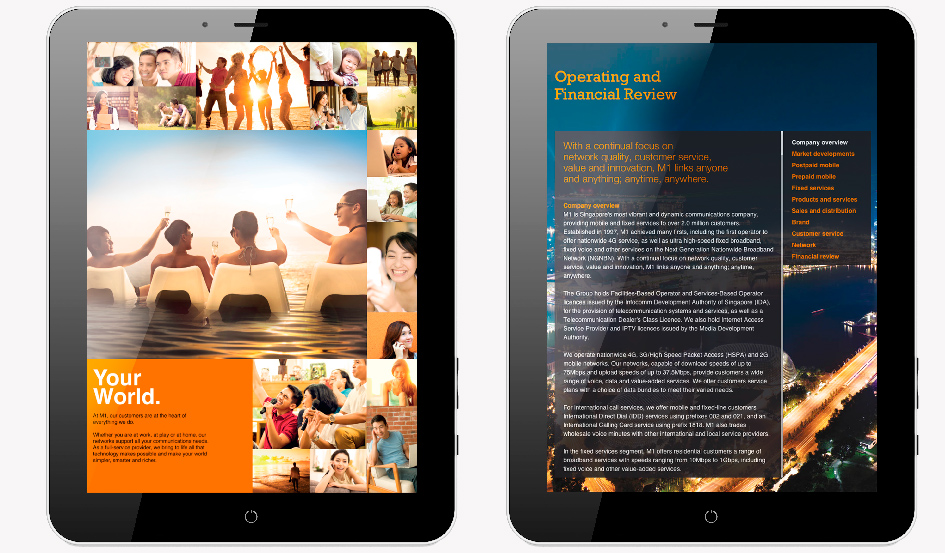 Your
World.
At M1, our customers are at the heart of
everything we do.
Whether you are at work, at play or at home, our
networks support all your communications needs.
As a full-service provider, we bring to life all that
technology makes possible and make your world
simpler, smarter and richer.
Operating and
Financial Review
With a continual focus on
network quality, customer service,
value and innovation, M1 links anyone
and anything; anytime, anywhere.
Company overview
M1 is Singapore's most vibrant and dynamic communications company,
providing mobile and fixed services to over 2.0 million customers.
Established in 1997, M1 achieved many firsts, including the first operator to
offer nationwide 4G service, as well as ultra high-speed fixed broadband,
fixed voice and other services on the Next Generation Nationwide Broadband
Network (NGNBN). With a continual focus on network quality, customer
service, value and innovation, M1 links anyone and anything; anytime,
anywhere.
The Group holds Facilities-Based Operator and Services-Based Operator
licences issued by the Infocomm Development Authority of Singapore (IDA),
for the provision of telecommunication systems and services, as well as a
Telecommunication Dealer's Class Licence. We also hold Internet Access
Service Provider and IPTV licences issued by the Media Development
Authority.
We operate nationwide 4G, 3G/High Speed Packet Access (HSPA) and 2G
mobile networks. Our networks, capable of download speeds of up to
75Mbps and upload speeds of up to 37.5Mbps, provide customers a wide
range of voice, data and value-added services. We offer customers service
plans with a choice of data bundles to meet their varied needs.
For international call services, we offer mobile and fixed-line customers
International Direct Dial (IDD) services using prefixes 002 and 021, and an
International Calling Card service using prefix 1818. M1 also trades
wholesale voice minutes with other international and local service providers.
In the fixed services segment, M1 offers residential customers a range of
broadband services with speeds ranging from 10Mbps to 1Gbps, including
fixed voice and other value-added services.
Company overview
Market developments
Postpaid mobile
Prepaid mobile
Fixed services
Products and services
Sales and distribution
Brand
Customer service
Network
Financial review